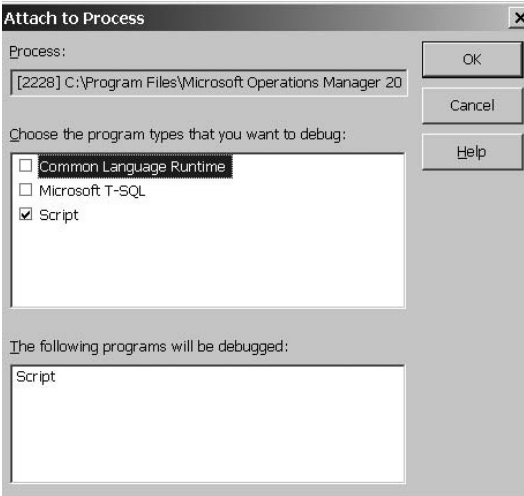 Attach to Process
Process:
[2228] C:\Program Files\Microsoft Operations Manager 20
OK
Cancel
Help
Choose the program types that you want to debug:
Common Language Runtime
Microsoft T-SQL
Script
The following programs will be debugged:
Script